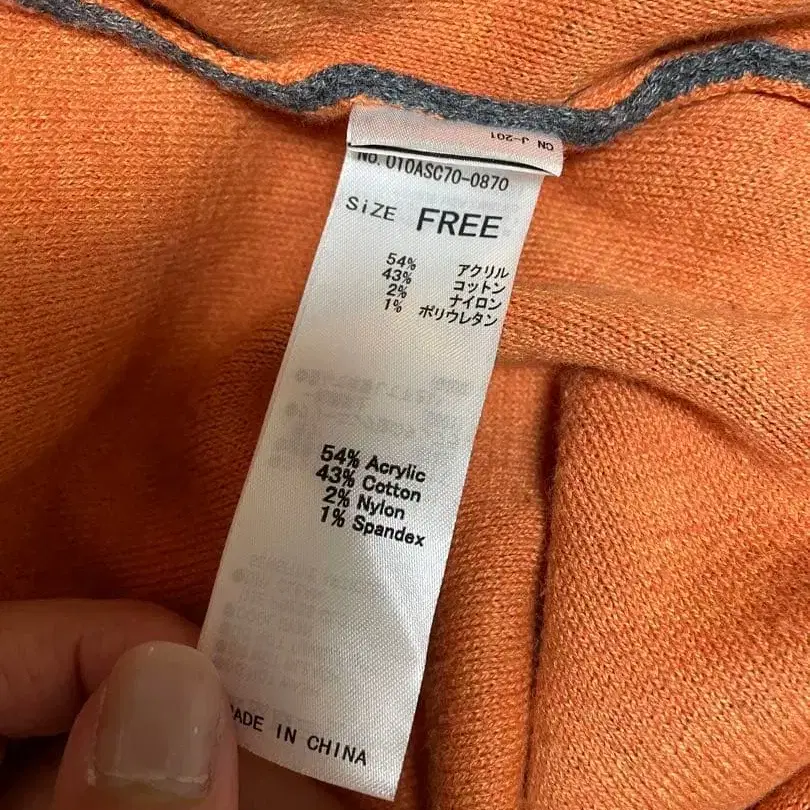 CN J-201
No. 010ASC70-0870
SiZE FREE
54% アクリル
43% コットン
2% ナイロン
1% ポリウレタン
54% Acrylic
43% Cotton
2% Nylon
1% Spandex
ADE IN CHINA